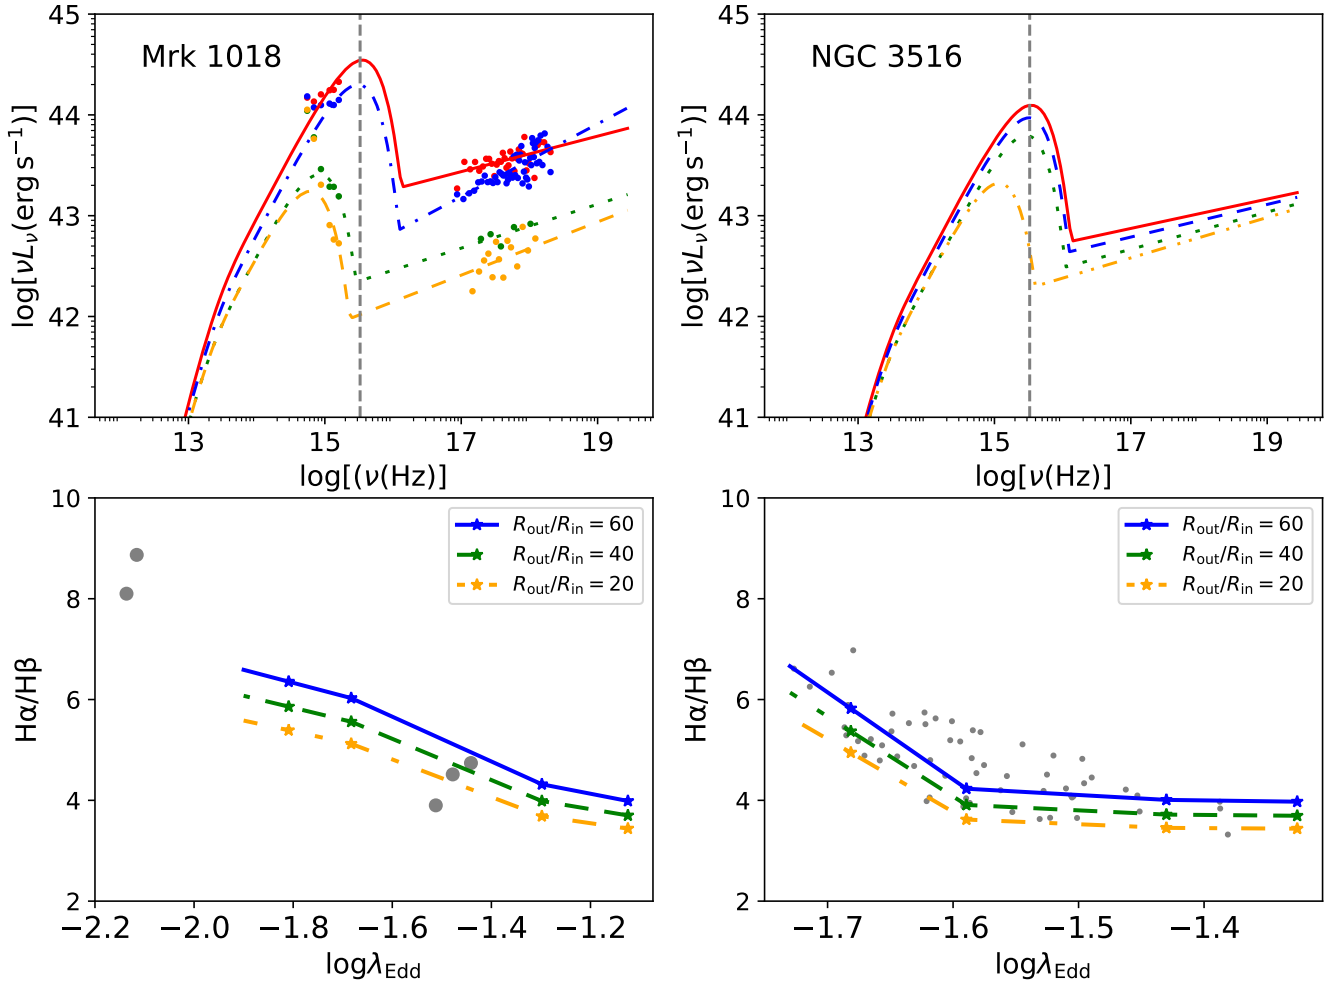 45
44
43
42
41
log[νLν(erg s⁻¹)]
Mrk 1018
13 15 17 19
log[(ν(Hz)]
45
44
43
42
41
log[νLν(erg s⁻¹)]
NGC 3516
13 15 17 19
log[ν(Hz)]
10
8
6
4
2
Hα/Hβ
R_out/R_in = 60
R_out/R_in = 40
R_out/R_in = 20
−2.2 −2.0 −1.8 −1.6 −1.4 −1.2
logλ_Edd
10
8
6
4
2
Hα/Hβ
R_out/R_in = 60
R_out/R_in = 40
R_out/R_in = 20
−1.7 −1.6 −1.5 −1.4
logλ_Edd